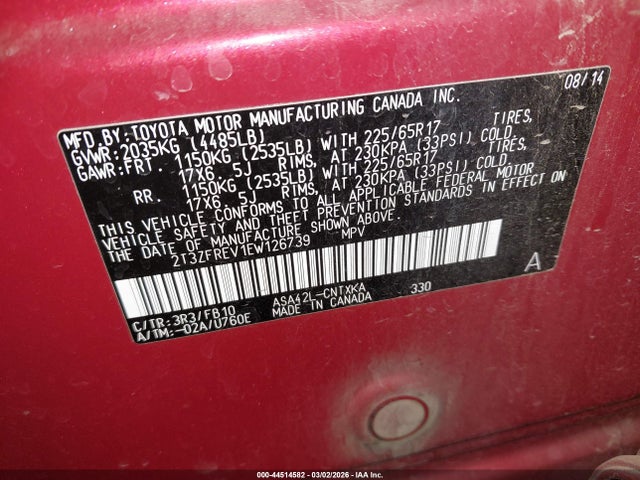 MFD.BY:TOYOTA MOTOR MANUFACTURING CANADA INC. 08/14
GVWR:2035KG (4485LB)
GAWR:FRT. 1150KG (2535LB) WITH 225/65R17 TIRES,
17X6.5J RIMS, AT 230KPA (33PSI) COLD.
RR. 1150KG (2535LB) WITH 225/65R17 TIRES,
17X6.5J RIMS, AT 230KPA (33PSI) COLD.
THIS VEHICLE CONFORMS TO ALL APPLICABLE FEDERAL MOTOR
VEHICLE SAFETY AND THEFT PREVENTION STANDARDS IN EFFECT ON
THE DATE OF MANUFACTURE SHOWN ABOVE.
2T3ZFREV1EW126739 MPV
A
C/TR:3R3/FB10 ASA42L-CNTXKA 330
A/TM:-02A/U760E MADE IN CANADA
000-44514582 - 03/02/2026 - IAA Inc.